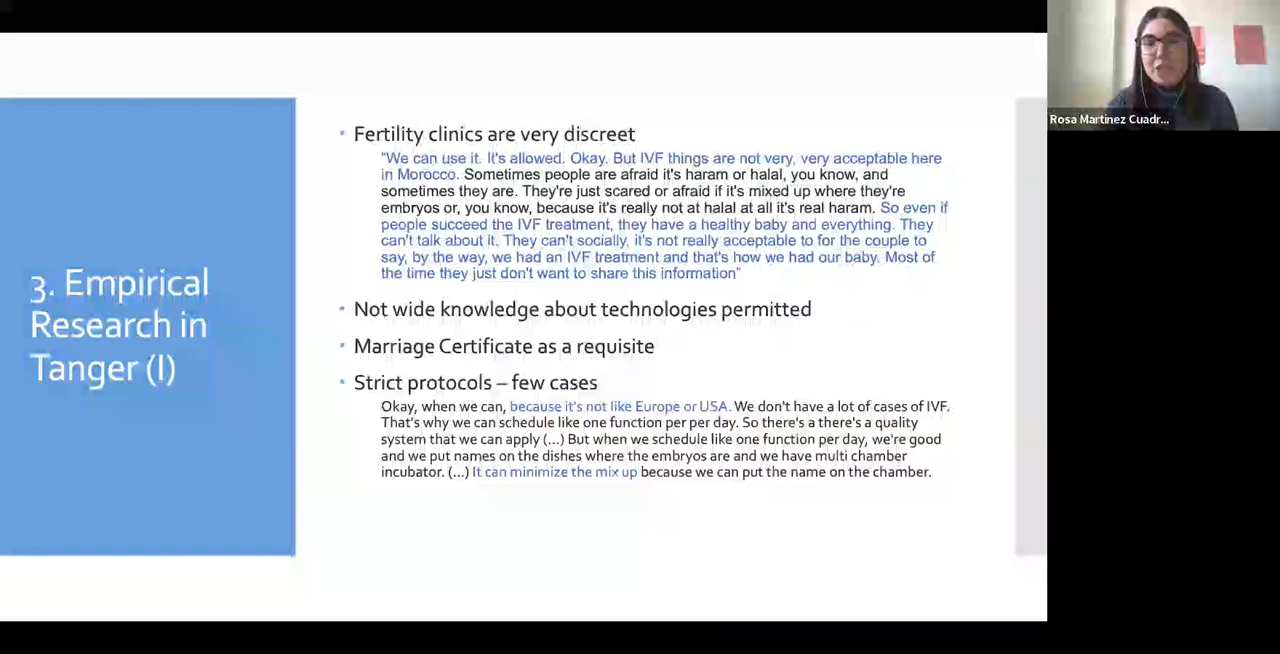 3. Empirical
Research in
Tanger (I)
• Fertility clinics are very discreet
"We can use it. It's allowed. Okay. But IVF things are not very, very acceptable here
in Morocco. Sometimes people are afraid it's haram or halal, you know, and
sometimes they are. They're just scared or afraid if it's mixed up where they're
embryos or, you know, because it's really not at halal at all it's real haram. So even if
people succeed the IVF treatment, they have a healthy baby and everything. They
can't talk about it. They can't socially, it's not really acceptable to for the couple to
say, by the way, we had an IVF treatment and that's how we had our baby. Most of
the time they just don't want to share this information"
• Not wide knowledge about technologies permitted
• Marriage Certificate as a requisite
• Strict protocols – few cases
Okay, when we can, because it's not like Europe or USA. We don't have a lot of cases of IVF.
That's why we can schedule like one function per per day. So there's a there's a quality
system that we can apply (...) But when we schedule like one function per day, we're good
and we put names on the dishes where the embryos are and we have multi chamber
incubator. (...) It can minimize the mix up because we can put the name on the chamber.
Rosa Martinez Cuadr...